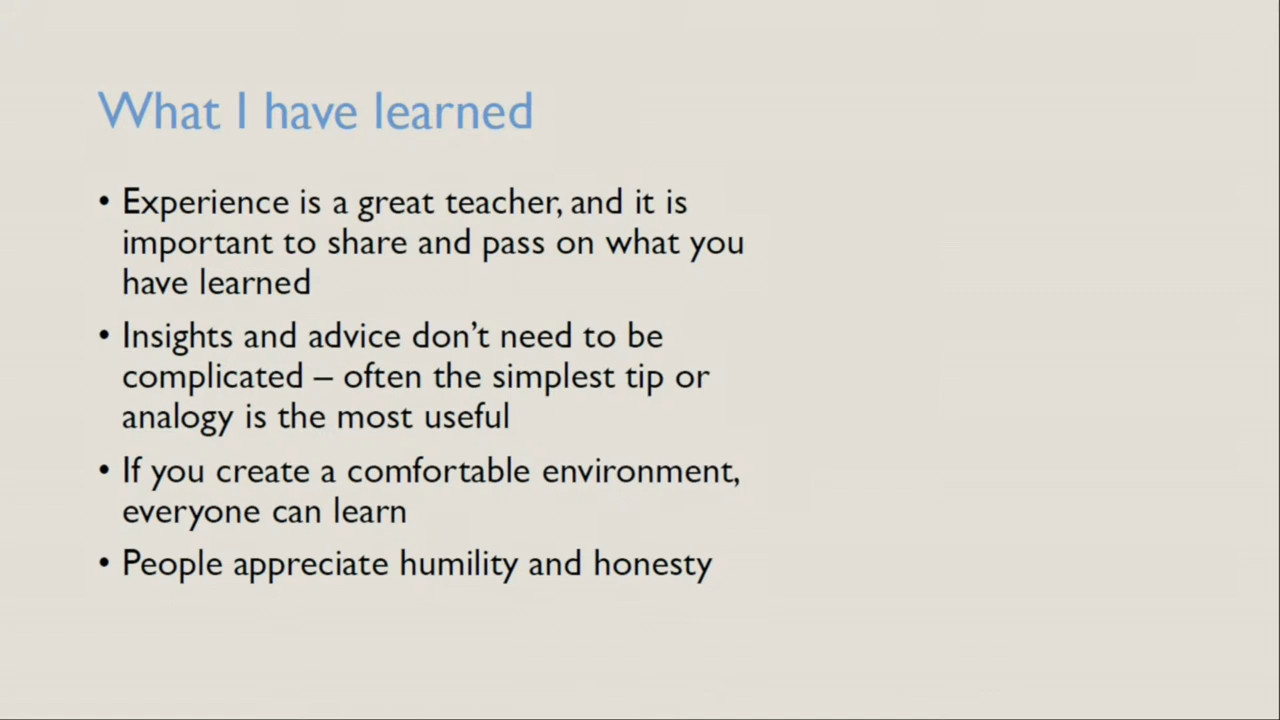 What I have learned
• Experience is a great teacher, and it is
important to share and pass on what you
have learned
• Insights and advice don’t need to be
complicated – often the simplest tip or
analogy is the most useful
• If you create a comfortable environment,
everyone can learn
• People appreciate humility and honesty